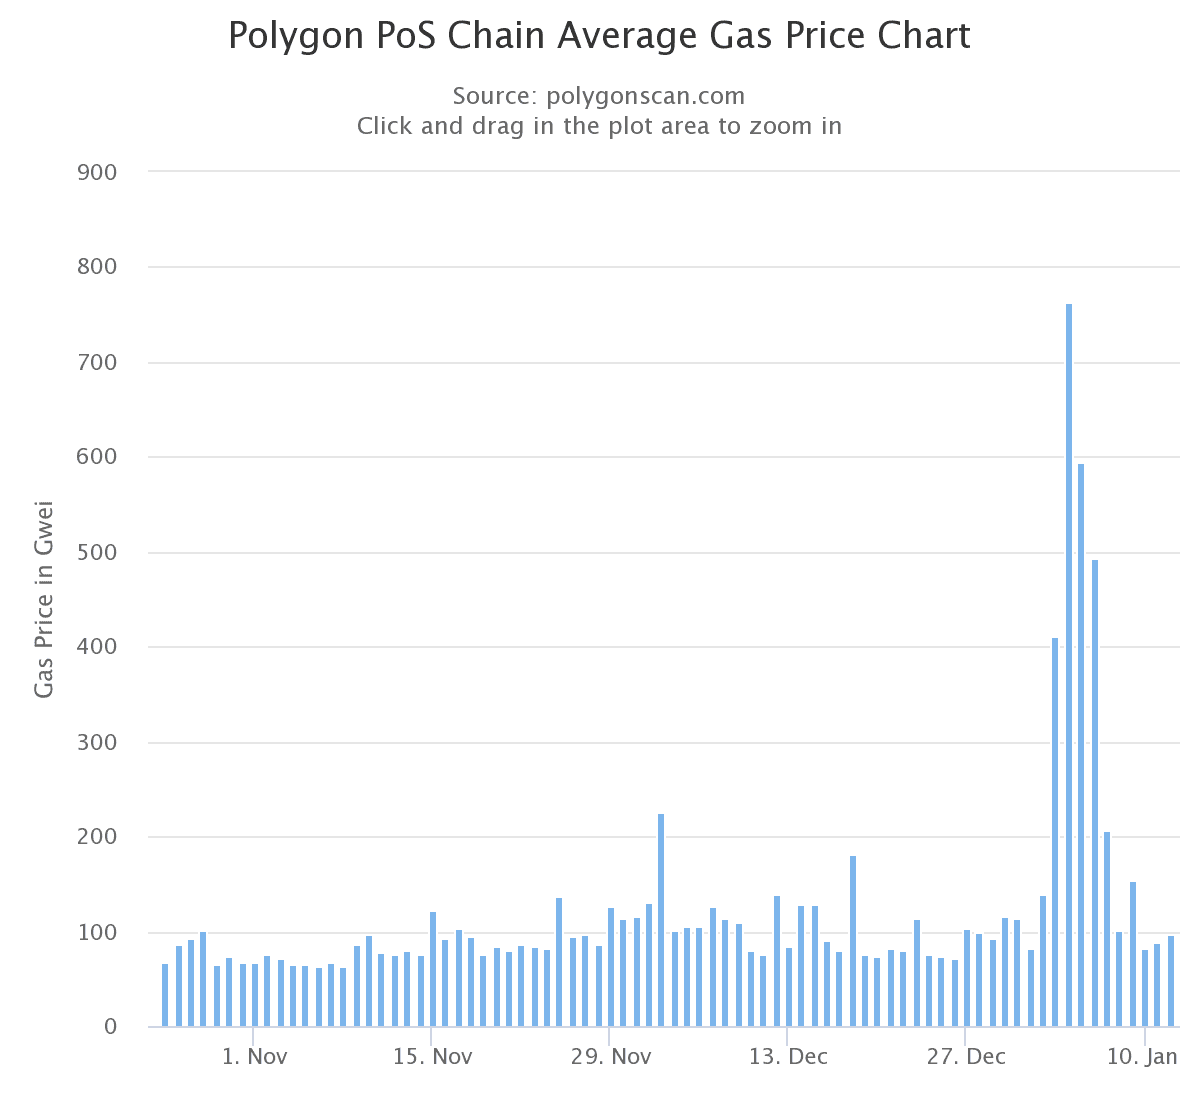 Polygon PoS Chain Average Gas Price Chart
Source: polygonscan.com
Click and drag in the plot area to zoom in
900
800
700
600
500
400
300
200
100
0
Gas Price in Gwei
1. Nov
15. Nov
29. Nov
13. Dec
27. Dec
10. Jan